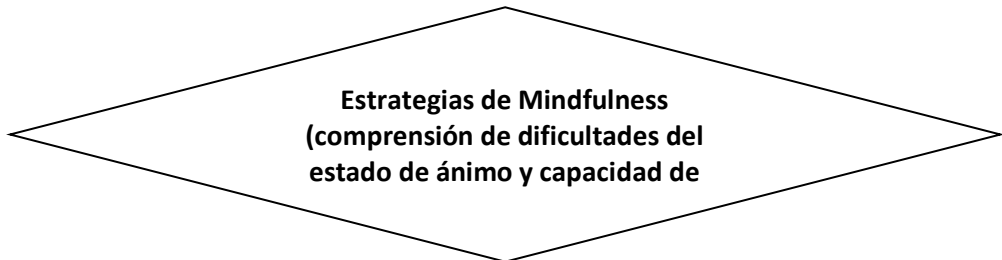 Estrategias de Mindfulness
(comprensión de dificultades del
estado de ánimo y capacidad de